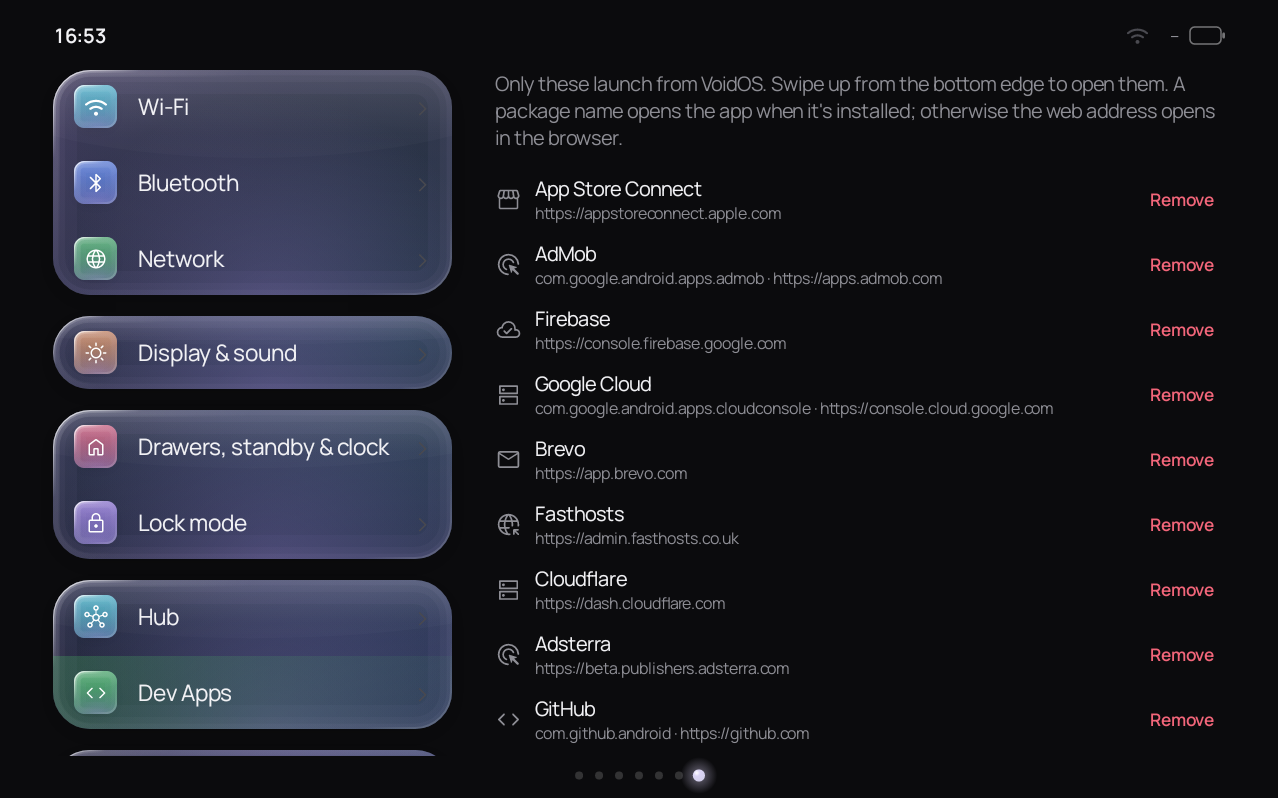 16:53
–
Wi-Fi
Bluetooth
Network
Display & sound
Drawers, standby & clock
Lock mode
Hub
Dev Apps
Only these launch from VoidOS. Swipe up from the bottom edge to open them. A
package name opens the app when it's installed; otherwise the web address opens
in the browser.
App Store Connect
https://appstoreconnect.apple.com
Remove
AdMob
com.google.android.apps.admob · https://apps.admob.com
Remove
Firebase
https://console.firebase.google.com
Remove
Google Cloud
com.google.android.apps.cloudconsole · https://console.cloud.google.com
Remove
Brevo
https://app.brevo.com
Remove
Fasthosts
https://admin.fasthosts.co.uk
Remove
Cloudflare
https://dash.cloudflare.com
Remove
Adsterra
https://beta.publishers.adsterra.com
Remove
GitHub
com.github.android · https://github.com
Remove